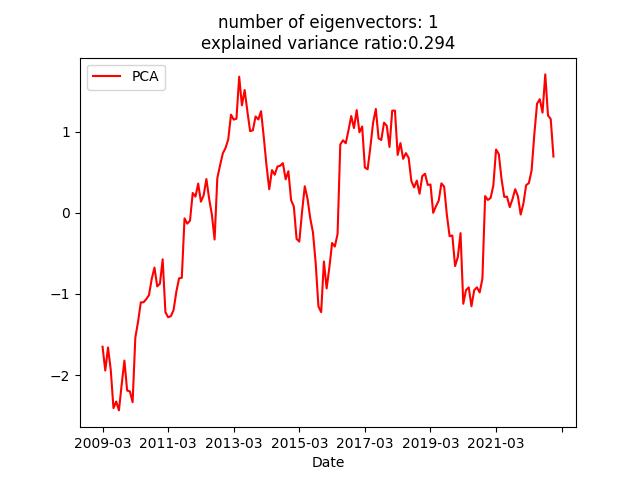 number of eigenvectors: 1
explained variance ratio:0.294
PCA
1
0
−1
−2
2009-03 2011-03 2013-03 2015-03 2017-03 2019-03 2021-03
Date